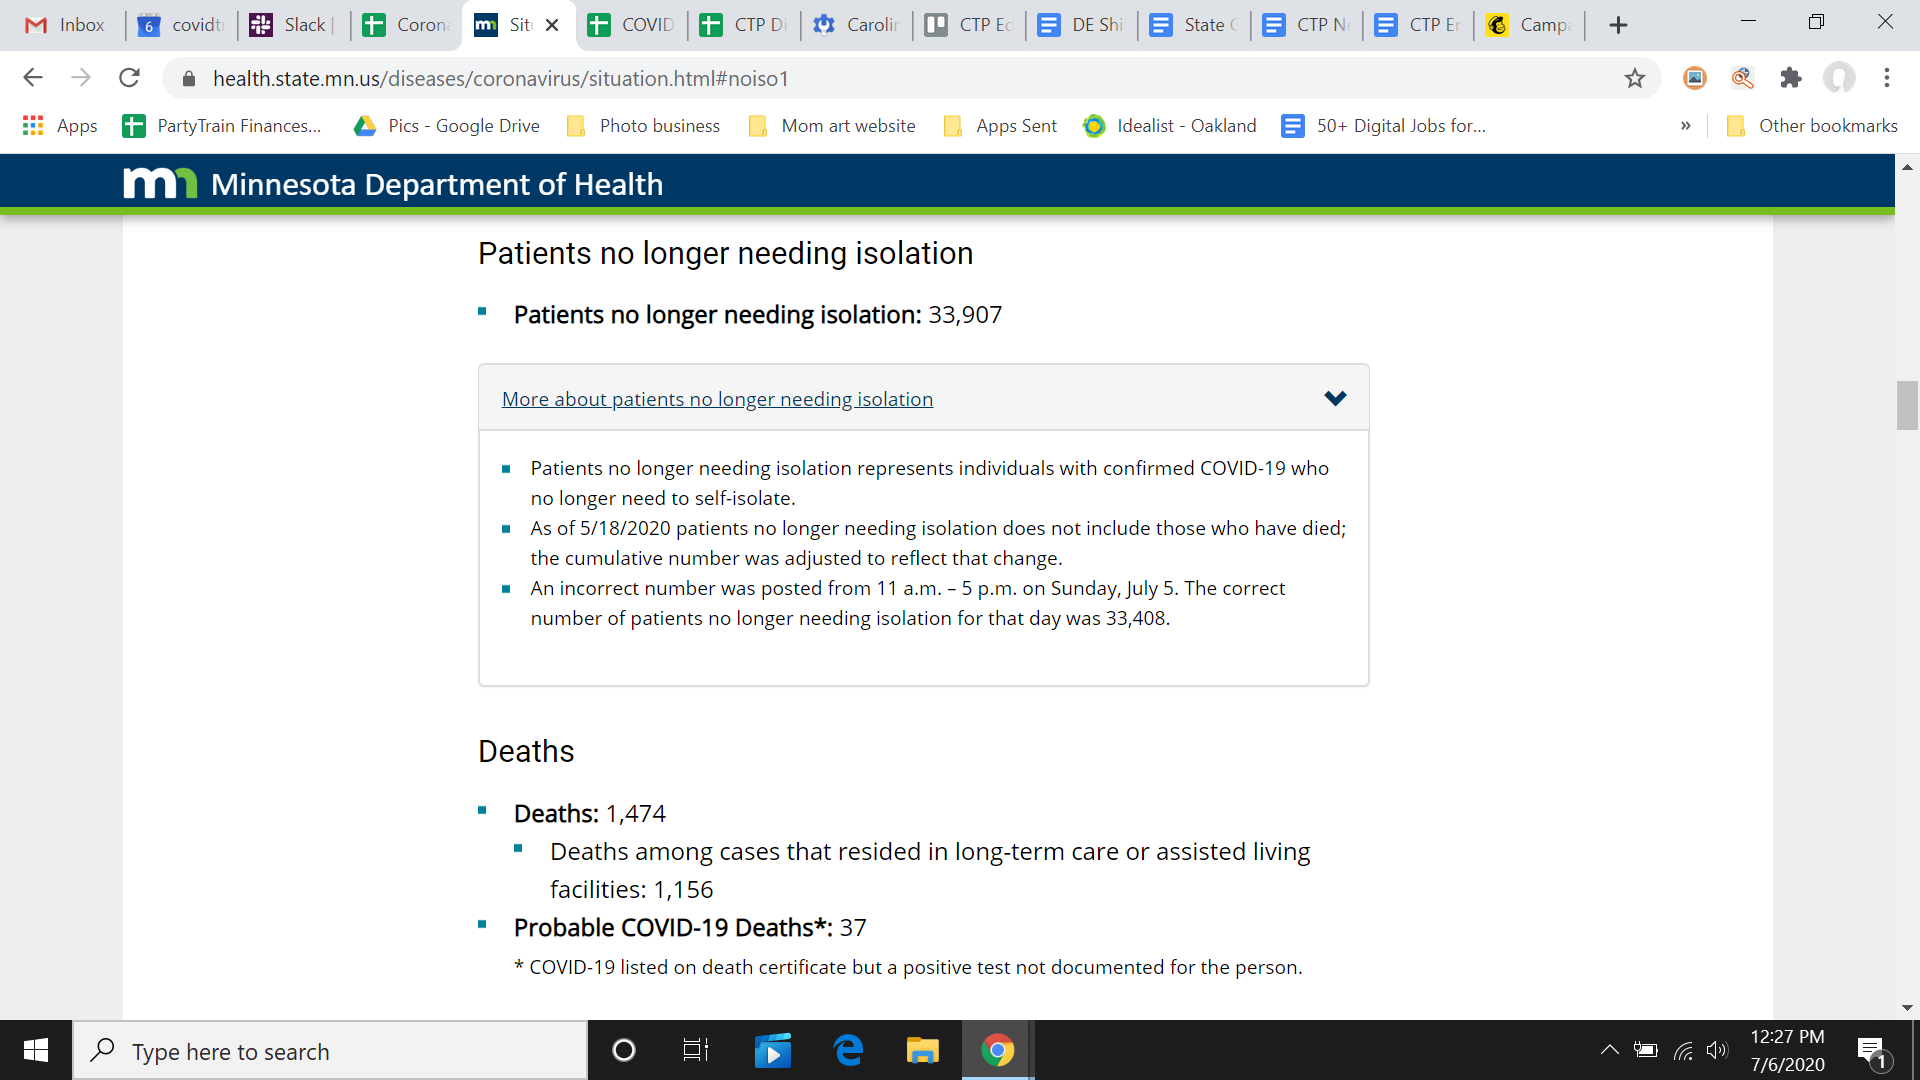 Inbox
covidt
Slack
Coron
Sit
COVID
CTP Di
Carolin
CTP Ed
DE Shi
State
CTP N
CTP Er
Camp
health.state.mn.us/diseases/coronavirus/situation.html#noiso1
Apps
PartyTrain Finances...
Pics - Google Drive
Photo business
Mom art website
Apps Sent
Idealist - Oakland
50+ Digital Jobs for...
»
Other bookmarks
mn Minnesota Department of Health
Patients no longer needing isolation
Patients no longer needing isolation: 33,907
More about patients no longer needing isolation
Patients no longer needing isolation represents individuals with confirmed COVID-19 who
no longer need to self-isolate.
As of 5/18/2020 patients no longer needing isolation does not include those who have died;
the cumulative number was adjusted to reflect that change.
An incorrect number was posted from 11 a.m. – 5 p.m. on Sunday, July 5. The correct
number of patients no longer needing isolation for that day was 33,408.
Deaths
Deaths: 1,474
Deaths among cases that resided in long-term care or assisted living
facilities: 1,156
Probable COVID-19 Deaths*: 37
* COVID-19 listed on death certificate but a positive test not documented for the person.
Type here to search
12:27 PM
7/6/2020
1